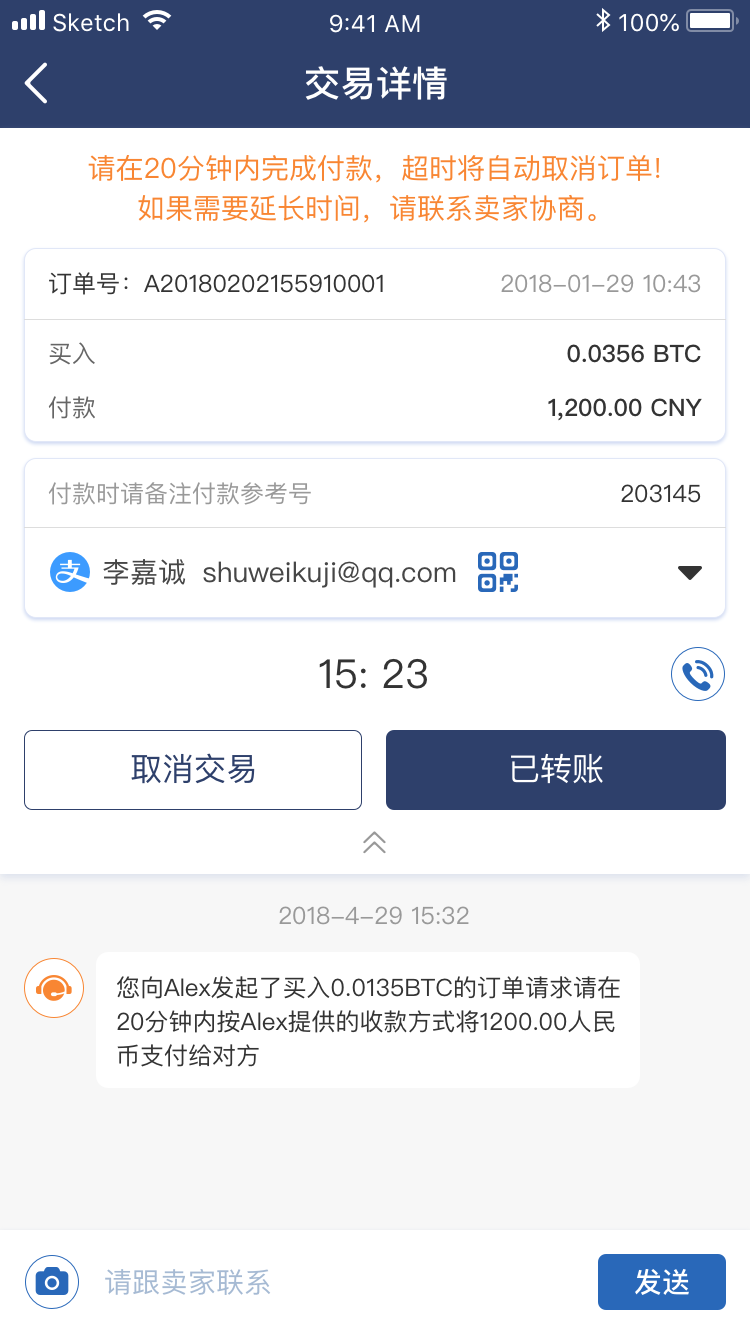 Sketch 9:41 AM 100%
交易详情
请在20分钟内完成付款，超时将自动取消订单!
如果需要延长时间，请联系卖家协商。
订单号：A20180202155910001 2018-01-29 10:43
买入 0.0356 BTC
付款 1,200.00 CNY
付款时请备注付款参考号 203145
支 李嘉诚 shuweikuji@qq.com
15: 23
取消交易 已转账
2018-4-29 15:32
您向Alex发起了买入0.0135BTC的订单请求请在
20分钟内按Alex提供的收款方式将1200.00人民
币支付给对方
请跟卖家联系 发送